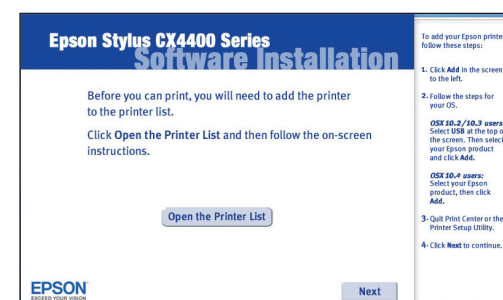 Epson Stylus CX4400 Series
Software Installation
Before you can print, you will need to add the printer
to the printer list.
Click Open the Printer List and then follow the on-screen
instructions.
Open the Printer List
EPSON
EXCEED YOUR VISION
Next
To add your Epson printer
follow these steps:
1. Click Add in the screen
to the left.
2. Follow the steps for
your OS.
OSX 10.2/10.3 users
Select USB at the top o
the screen. Then select
your Epson product
and click Add.
OSX 10.4 users:
Select your Epson
product, then click
Add.
3. Quit Print Center or the
Printer Setup Utility.
4. Click Next to continue.